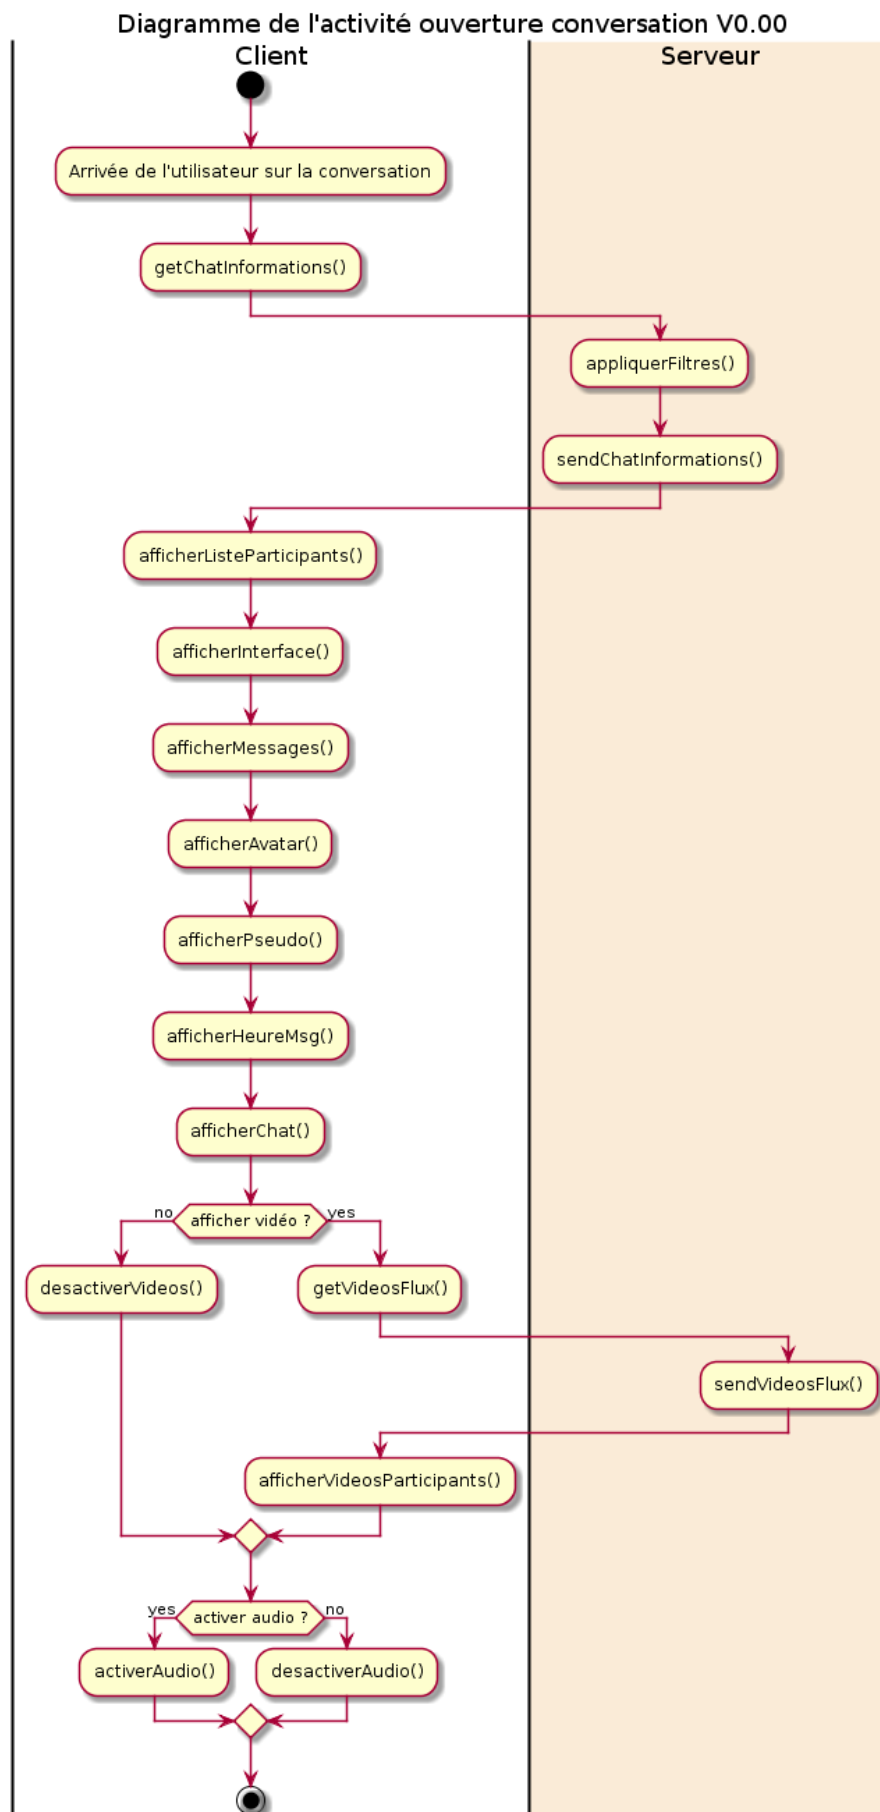 Diagramme de l'activité ouverture conversation V0.00
Client
Serveur
Arrivée de l'utilisateur sur la conversation
getChatInformations()
appliquerFiltres()
sendChatInformations()
afficherListeParticipants()
afficherInterface()
afficherMessages()
afficherAvatar()
afficherPseudo()
afficherHeureMsg()
afficherChat()
no
afficher vidéo ?
yes
desactiverVideos()
getVideosFlux()
sendVideosFlux()
afficherVideosParticipants()
yes
activer audio ?
no
activerAudio()
desactiverAudio()